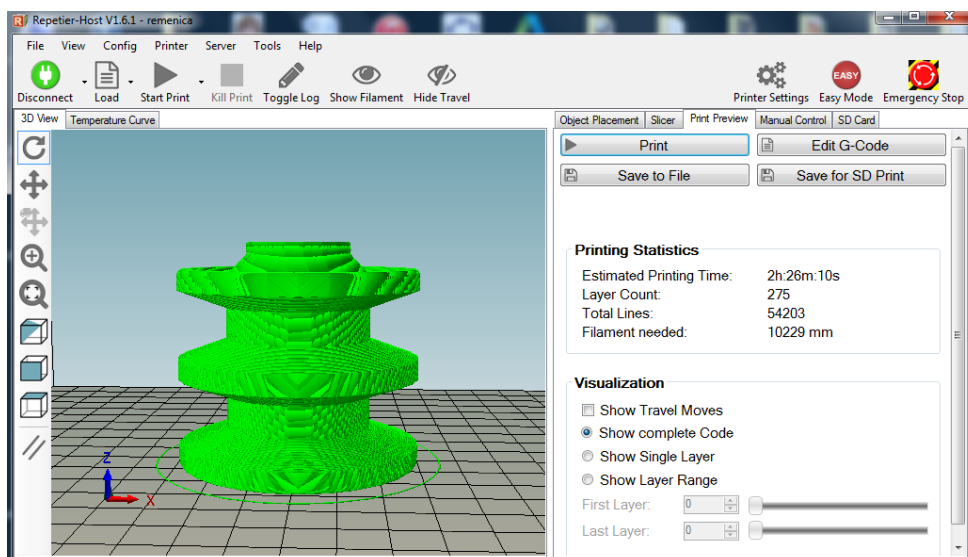 Repetier-Host V1.6.1 - remenica
File View Config Printer Server Tools Help
Disconnect Load Start Print Kill Print Toggle Log Show Filament Hide Travel Printer Settings Easy Mode Emergency Stop
EASY
3D View Temperature Curve
Object Placement Slicer Print Preview Manual Control SD Card
Print Edit G-Code
Save to File Save for SD Print
Printing Statistics
Estimated Printing Time: 2h:26m:10s
Layer Count: 275
Total Lines: 54203
Filament needed: 10229 mm
Visualization
Show Travel Moves
Show complete Code
Show Single Layer
Show Layer Range
First Layer: 0
Last Layer: 0
Z
X